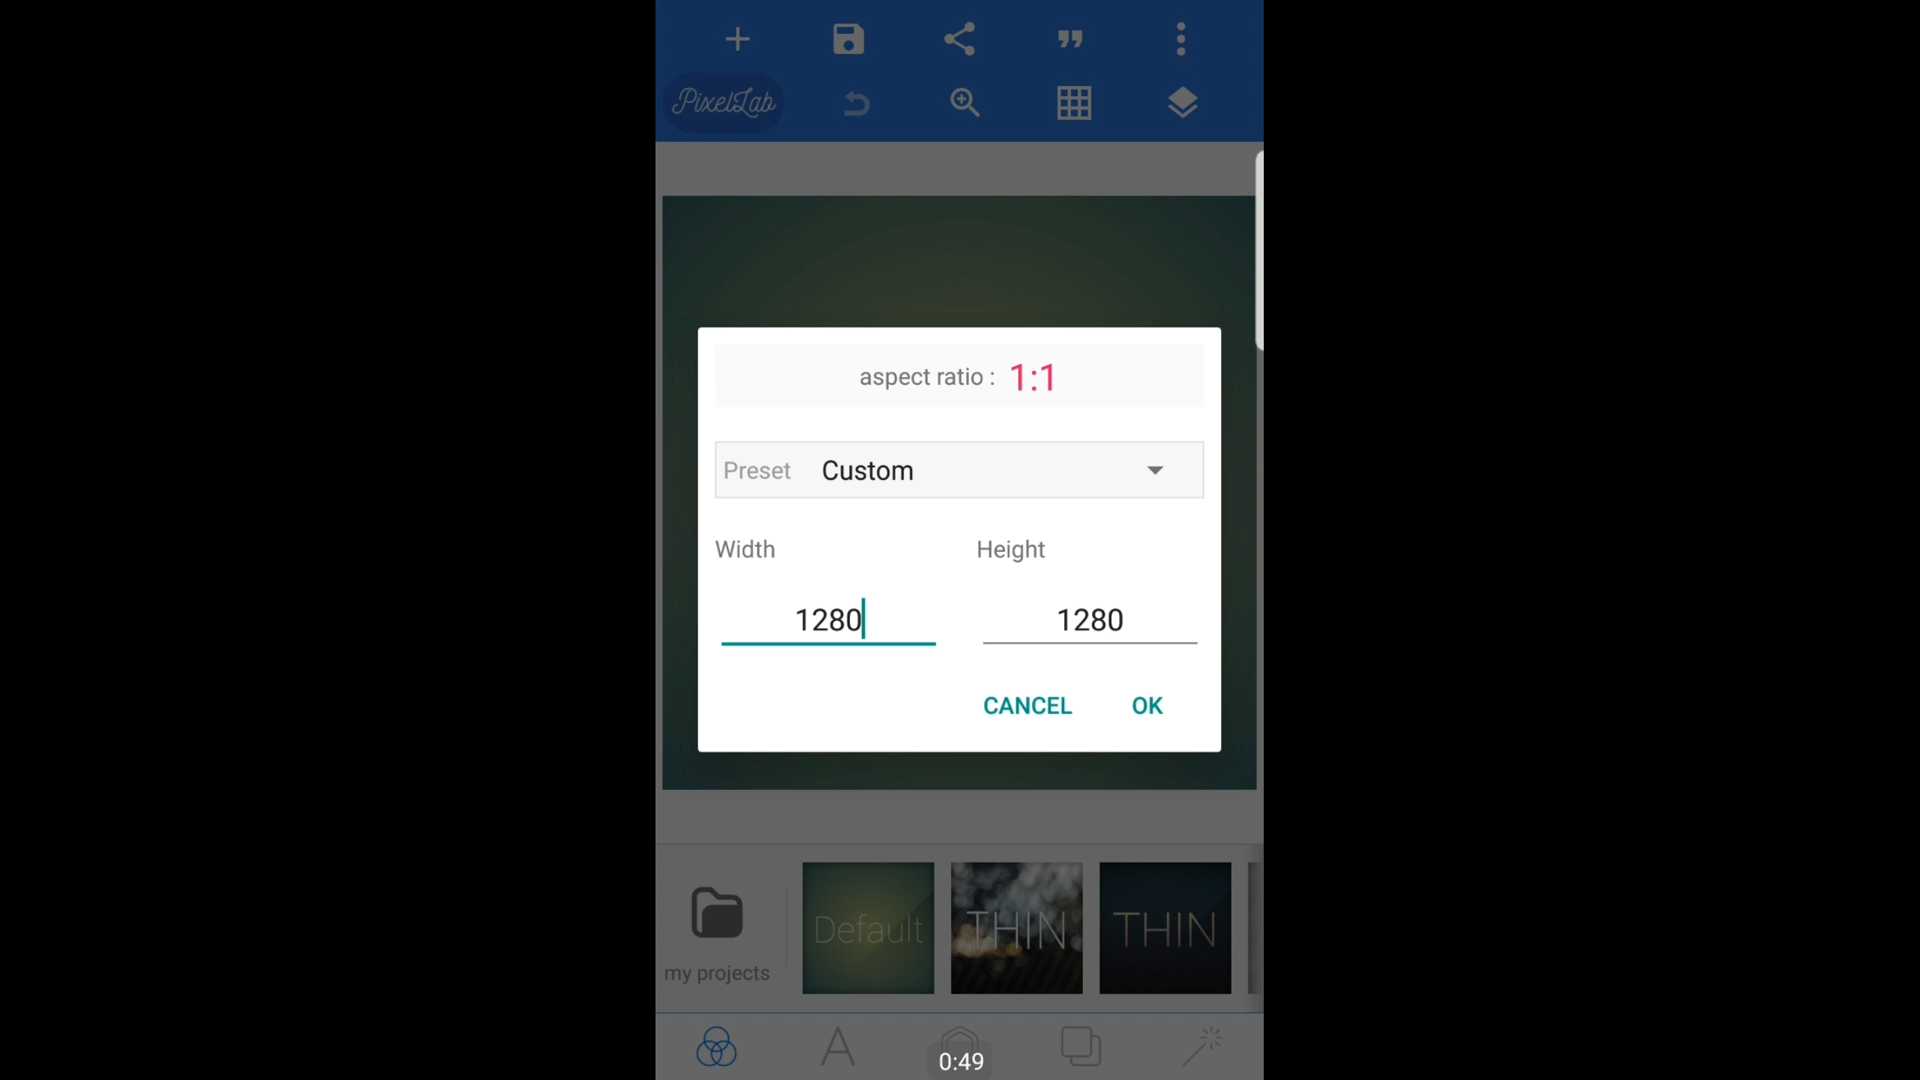 PixelLab
aspect ratio : 1:1
Preset Custom
Width Height
1280 1280
CANCEL OK
my projects
Default
THIN
THIN
A
0:49